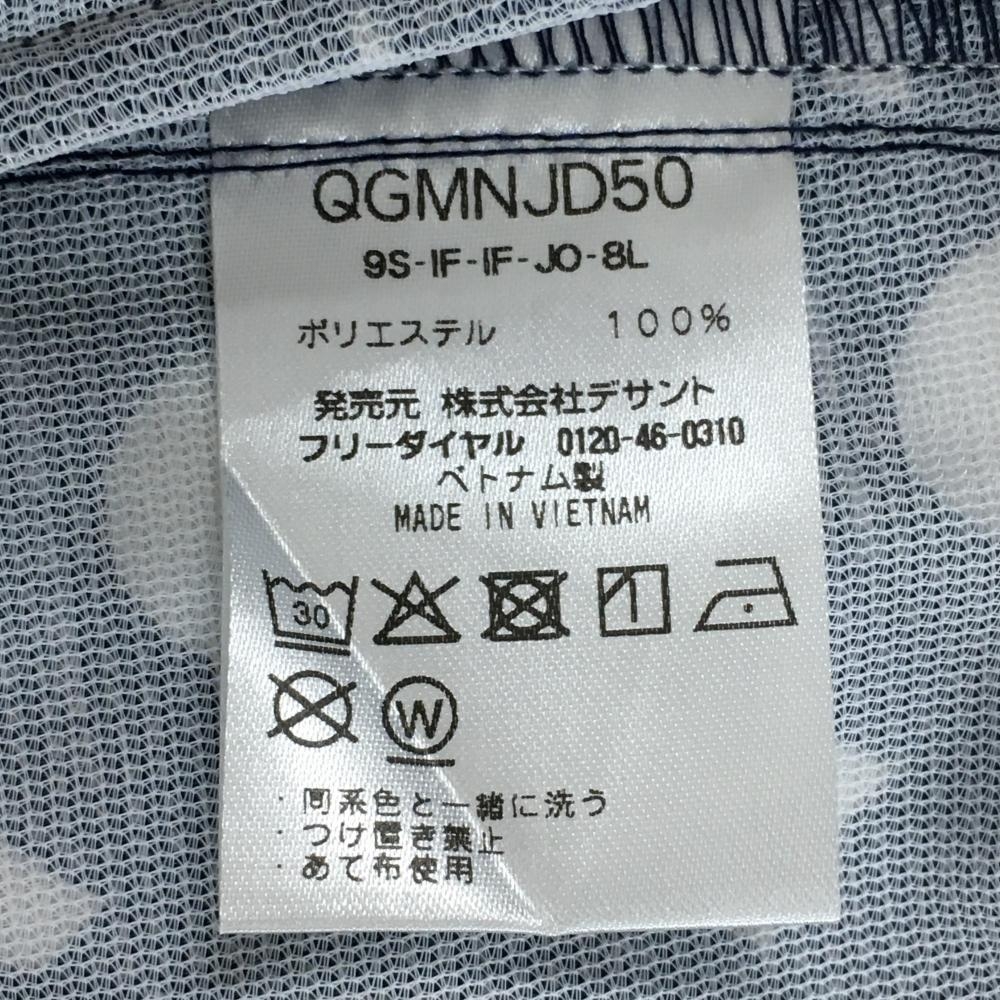 QGMNJD50
9S-IF-IF-JO-8L
ポリエステル 100%
発売元 株式会社デサント
フリーダイヤル 0120-46-0310
ベトナム製
MADE IN VIETNAM
30
W
・同系色と一緒に洗う
・つけ置き禁止
・あて布使用